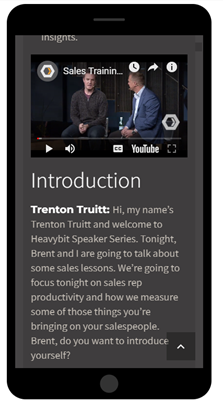 insights.
Sales Trainin...
YouTube
Introduction
Trenton Truitt: Hi, my name's
Trenton Truitt and welcome to
Heavybit Speaker Series. Tonight,
Brent and I are going to talk about
some sales lessons. We're going to
focus tonight on sales rep
productivity and how we measure
some of those things you're
bringing on your salespeople.
Brent, do you want to introduce
yourself?